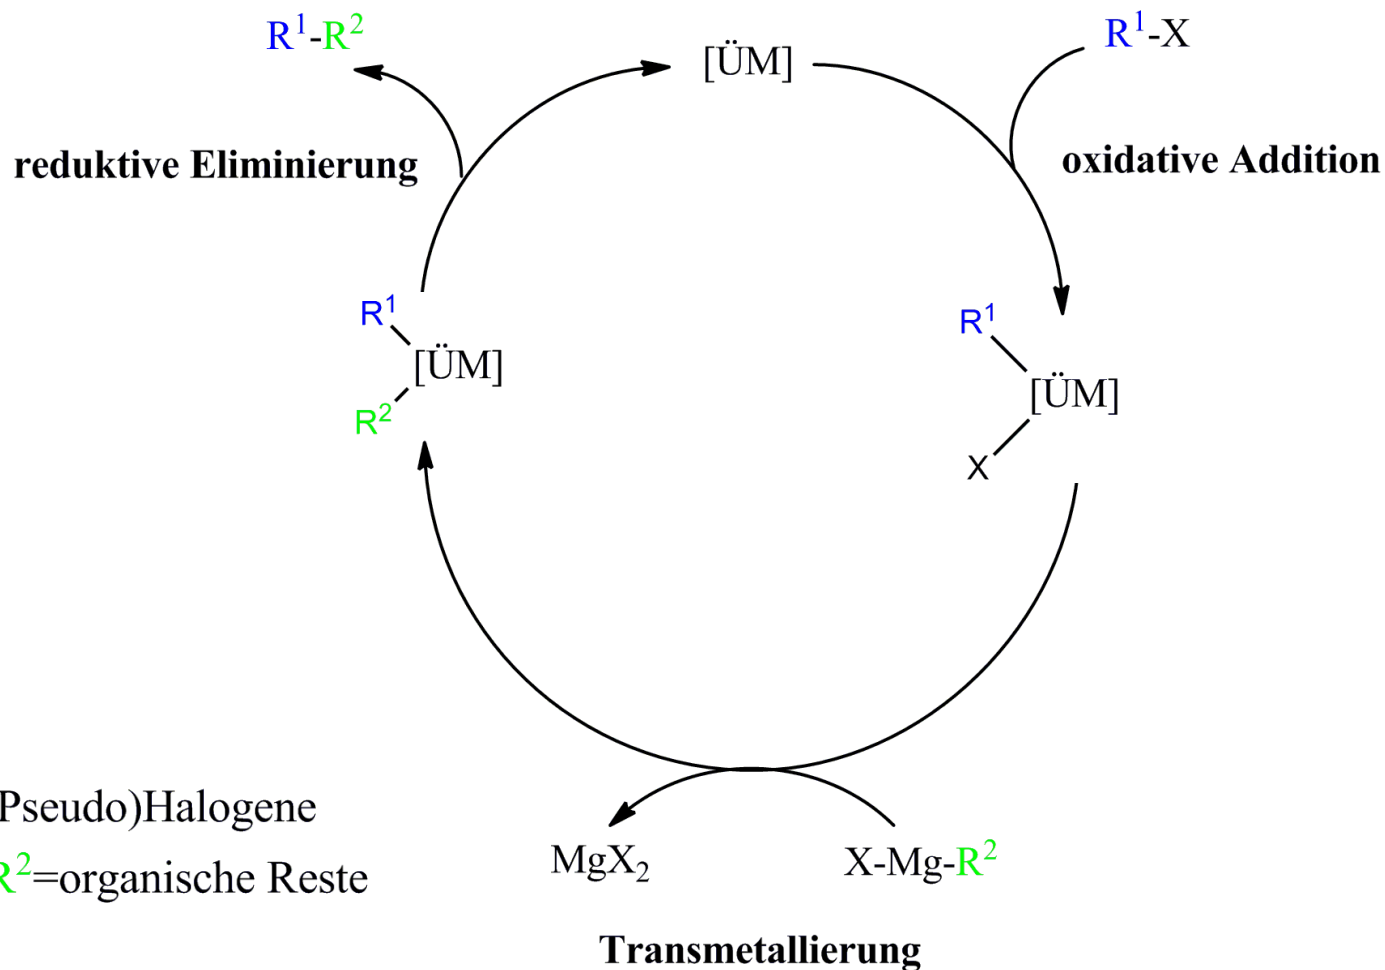 R¹-R²
[ÜM]
R¹-X
reduktive Eliminierung
oxidative Addition
R¹
[ÜM]
R²
R¹
[ÜM]
X
Pseudo)Halogene
R²=organische Reste
MgX₂
X-Mg-R²
Transmetallierung